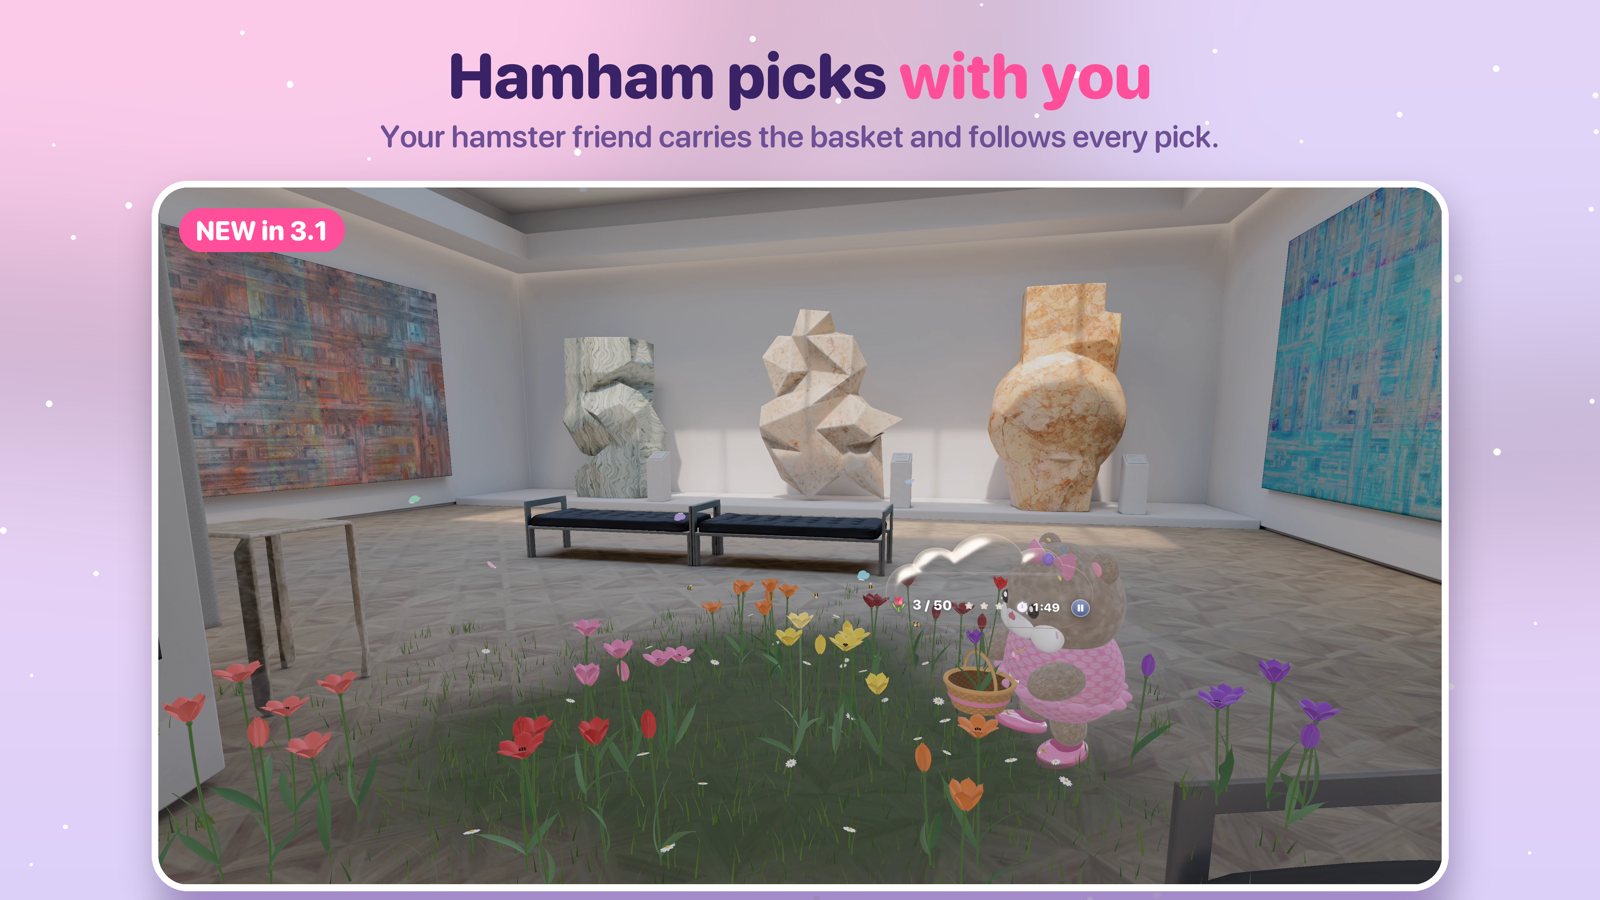 Hamham picks with you
Your hamster friend carries the basket and follows every pick.
NEW in 3.1
3 / 50
1:49